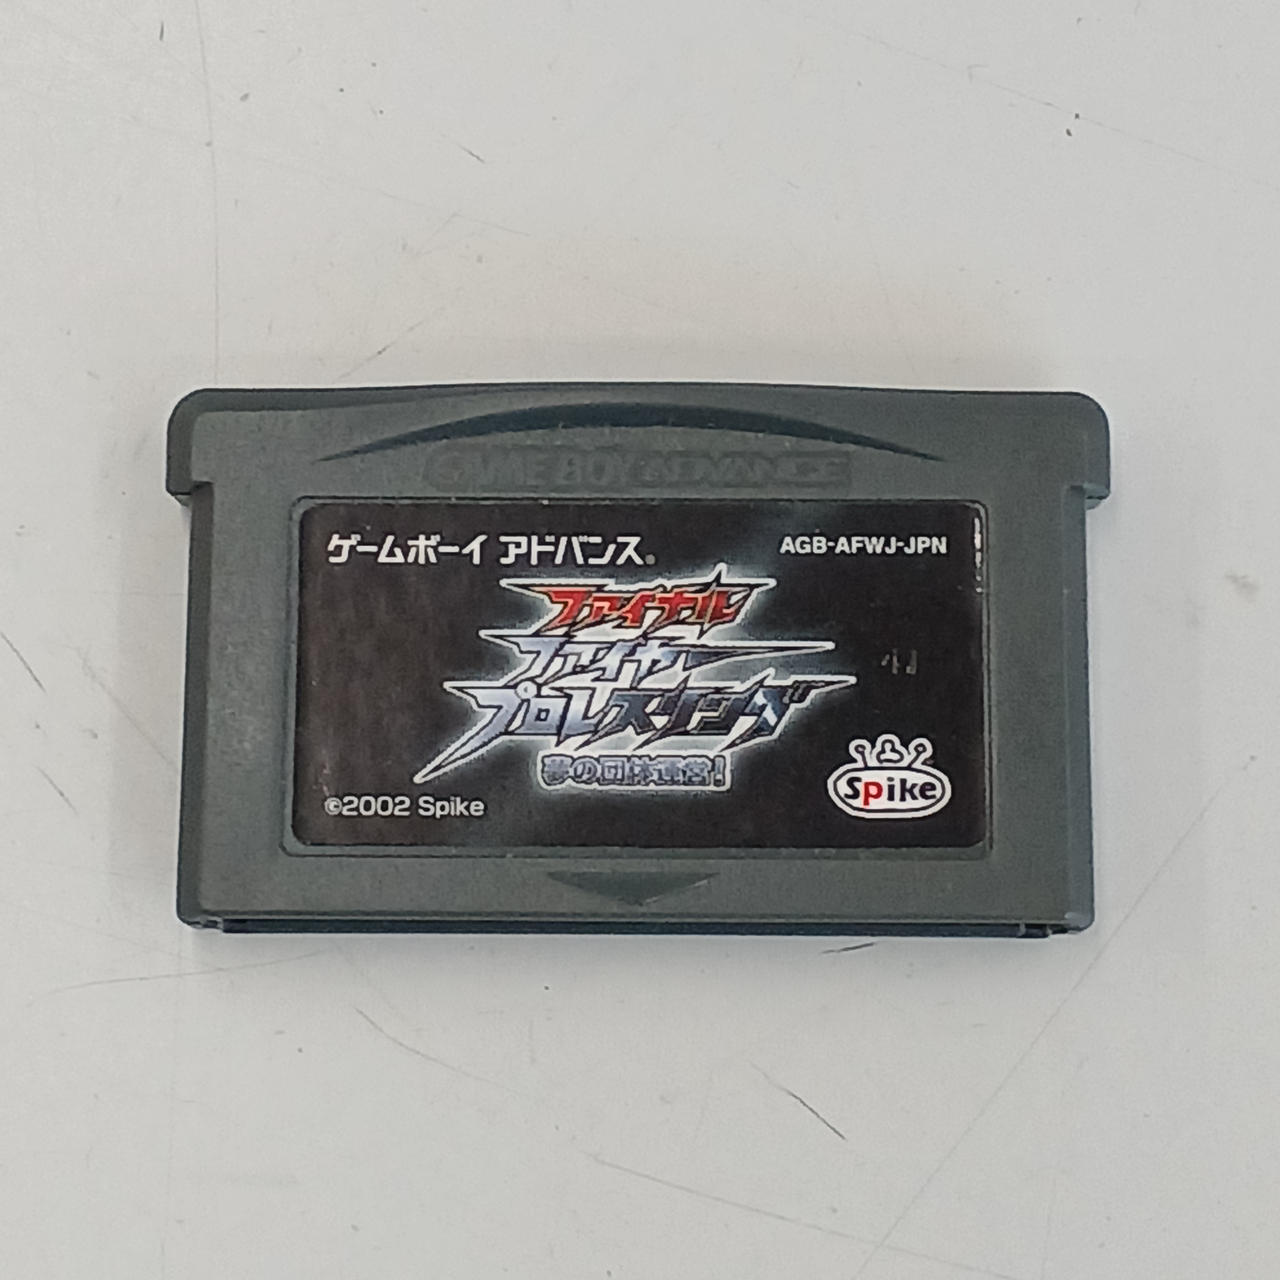 GAME BOY ADVANCE
ゲームボーイ アドバンス®
AGB-AFWJ-JPN
ファイナル
ファイヤー
プロレスリング
夢の団体運営!
©2002 Spike
Spike